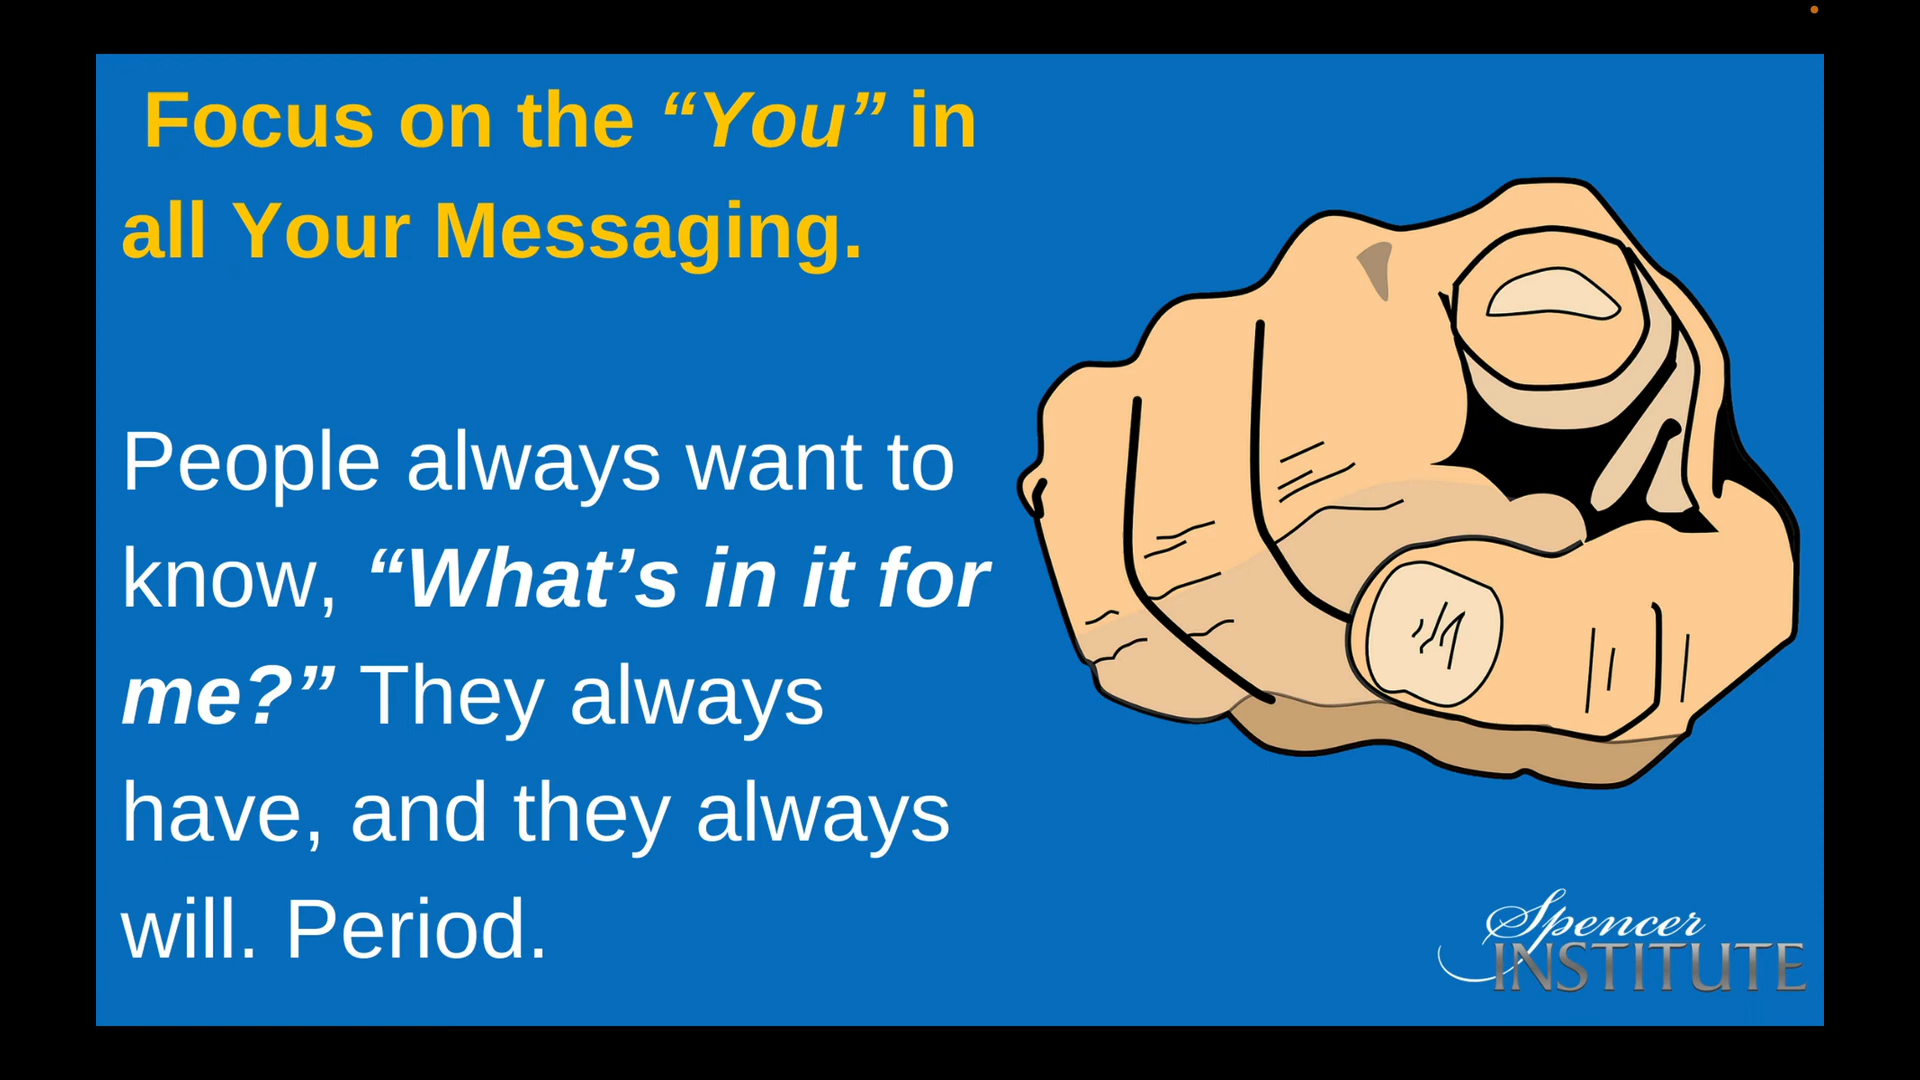 Focus on the “You” in
all Your Messaging.
People always want to
know, “What’s in it for
me?” They always
have, and they always
will. Period.
Spencer
INSTITUTE